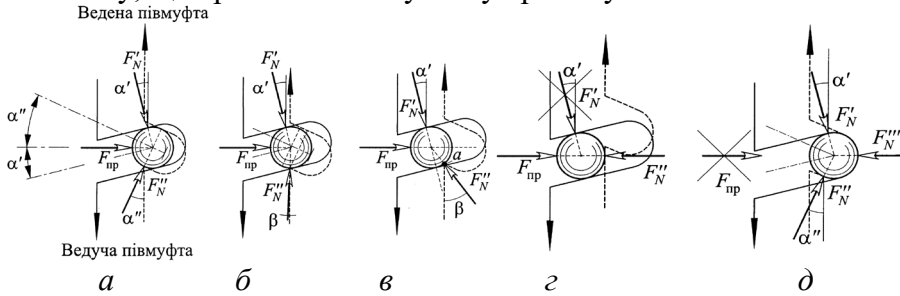 Ведена півмуфта
F′N α′ α″ α′ Fпр F″N α″
F′N α′ Fпр F″N β
α′ F′N Fпр a F″N β
α′ F′N Fпр F″N
α′ F′N F‴N Fпр F″N α″
Ведуча півмуфта
а б в г д